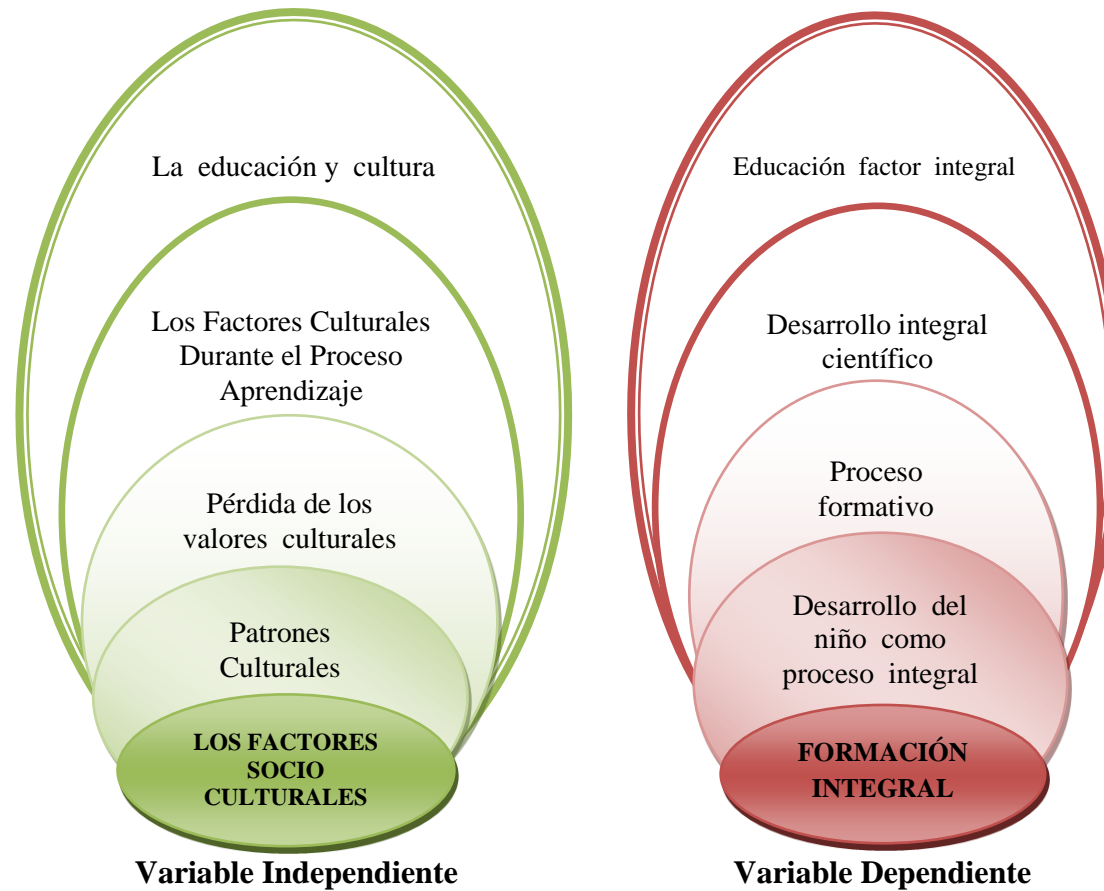 La educación y cultura
Los Factores Culturales
Durante el Proceso
Aprendizaje
Pérdida de los
valores culturales
Patrones
Culturales
LOS FACTORES
SOCIO
CULTURALES
Variable Independiente
Educación factor integral
Desarrollo integral
científico
Proceso
formativo
Desarrollo del
niño como
proceso integral
FORMACIÓN
INTEGRAL
Variable Dependiente